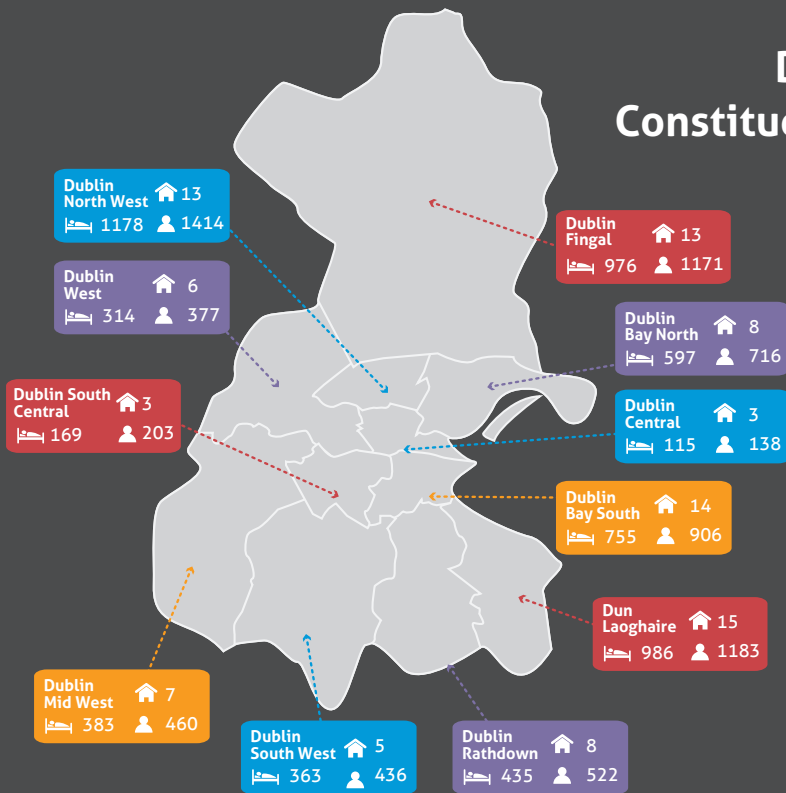 D
Constitue
Dublin
North West 13
1178 1414
Dublin
Fingal 13
976 1171
Dublin
West 6
314 377
Dublin
Bay North 8
597 716
Dublin South
Central 3
169 203
Dublin
Central 3
115 138
Dublin
Bay South 14
755 906
Dun
Laoghaire 15
986 1183
Dublin
Mid West 7
383 460
Dublin
South West 5
363 436
Dublin
Rathdown 8
435 522